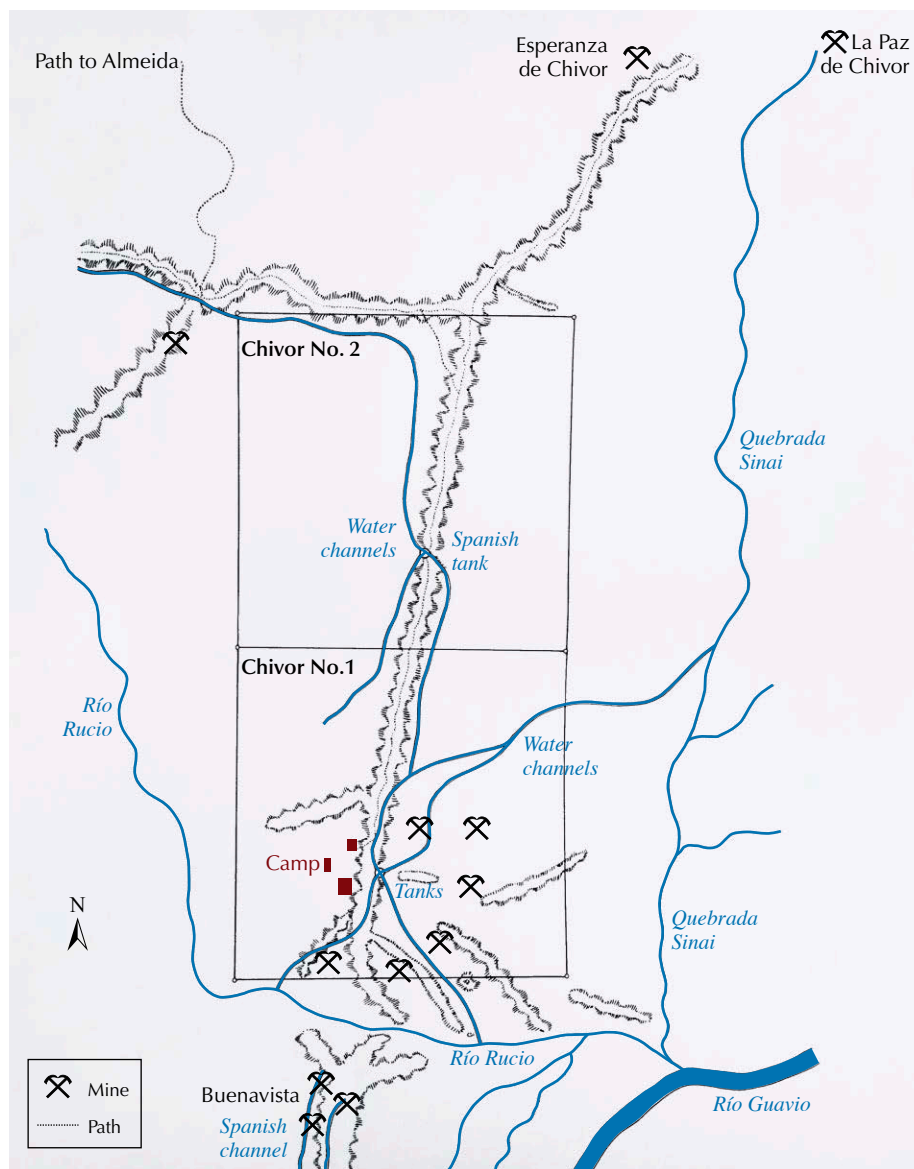 Path to Almeida
Esperanza
de Chivor
La Paz
de Chivor
Chivor No. 2
Quebrada
Sinai
Water
channels
Spanish
tank
Chivor No.1
Río
Rucio
Water
channels
Camp
Tanks
N
Quebrada
Sinai
Río Rucio
Buenavista
Spanish
channel
Río Guavio
Mine
Path